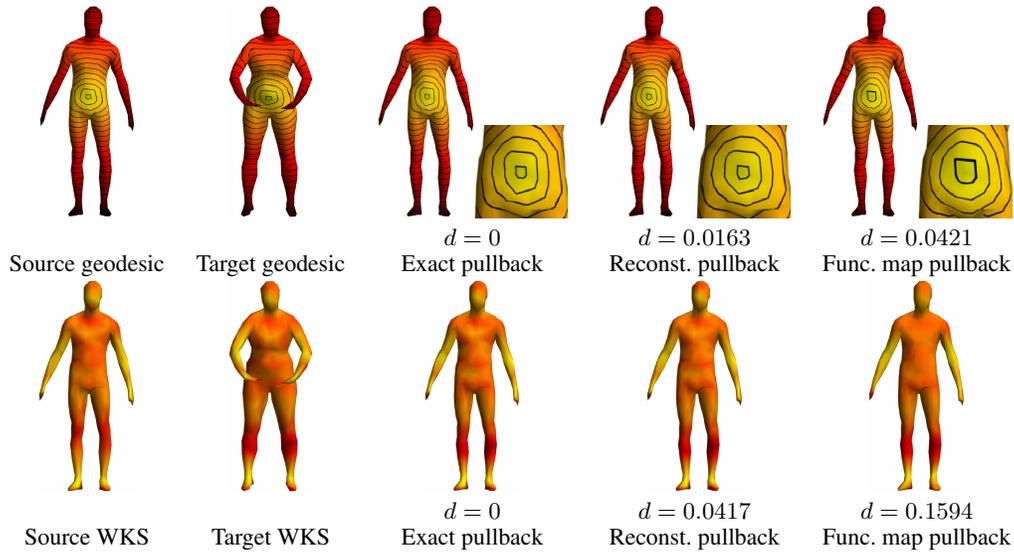 d = 0 d = 0.0163 d = 0.0421
Source geodesic Target geodesic Exact pullback Reconst. pullback Func. map pullback
d = 0 d = 0.0417 d = 0.1594
Source WKS Target WKS Exact pullback Reconst. pullback Func. map pullback